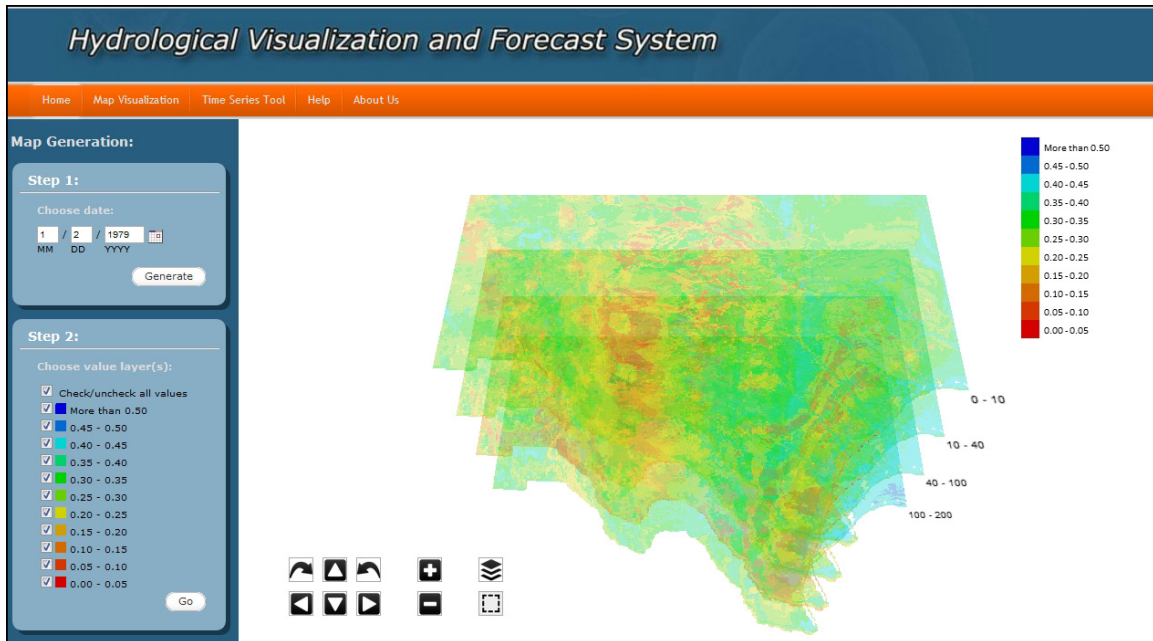 Hydrological Visualization and Forecast System
Home Map Visualization Time Series Tool Help About Us
Map Generation:
Step 1:
Choose date:
1 / 2 / 1979
MM DD YYYY
Generate
Step 2:
Choose value layer(s):
Check/uncheck all values
More than 0.50
0.45 - 0.50
0.40 - 0.45
0.35 - 0.40
0.30 - 0.35
0.25 - 0.30
0.20 - 0.25
0.15 - 0.20
0.10 - 0.15
0.05 - 0.10
0.00 - 0.05
Go
0 - 10
10 - 40
40 - 100
100 - 200
More than 0.50
0.45 - 0.50
0.40 - 0.45
0.35 - 0.40
0.30 - 0.35
0.25 - 0.30
0.20 - 0.25
0.15 - 0.20
0.10 - 0.15
0.05 - 0.10
0.00 - 0.05